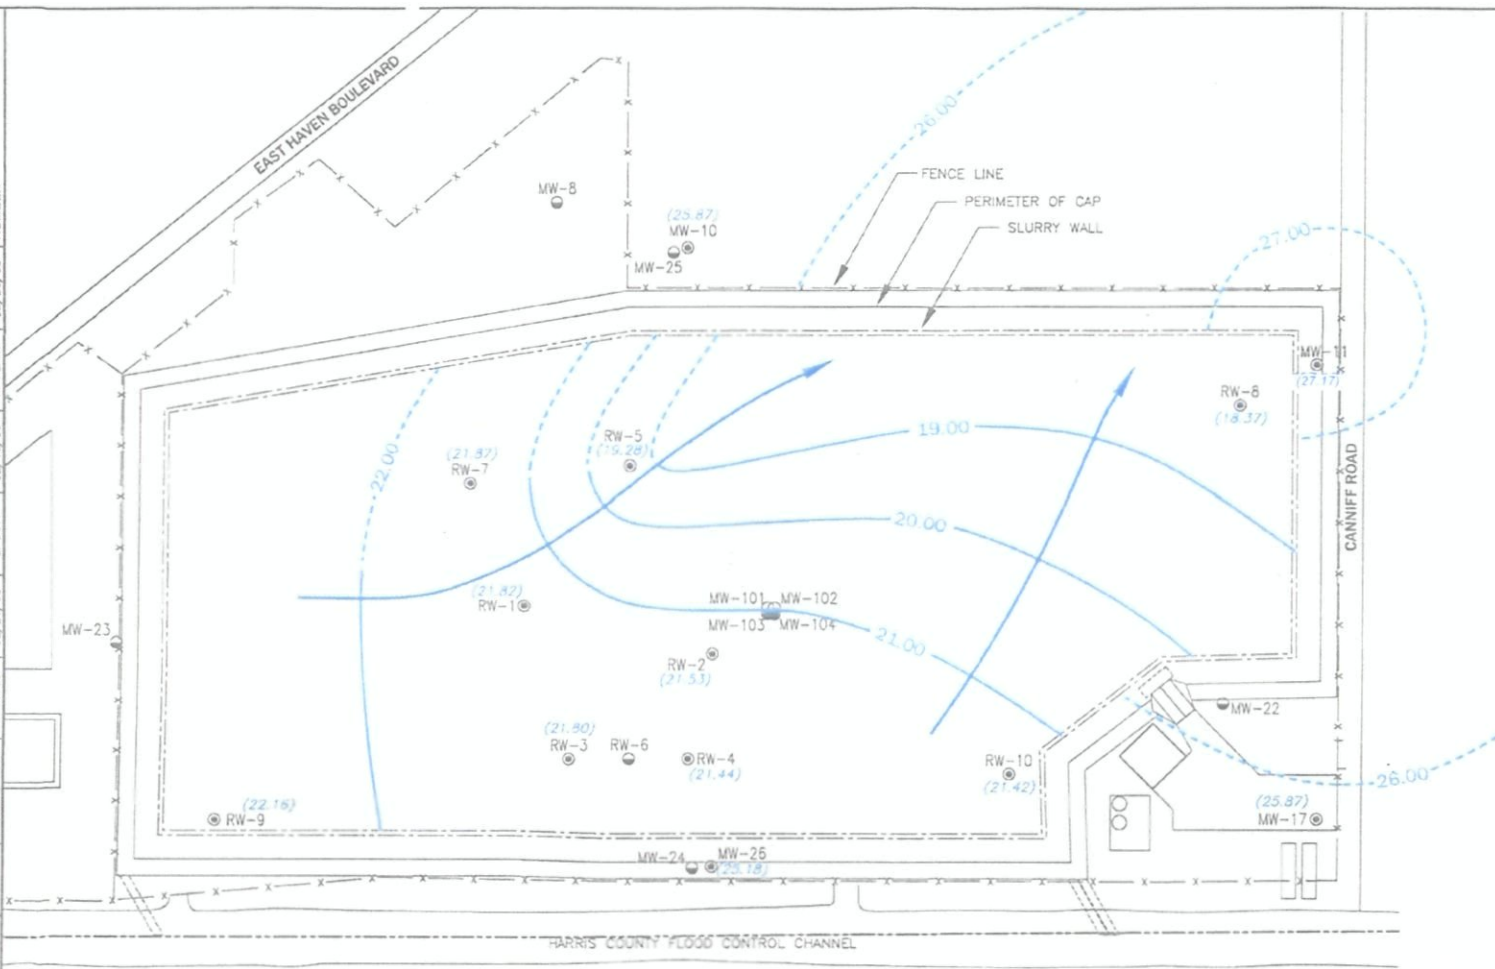 EAST HAVEN BOULEVARD
26.00
FENCE LINE
PERIMETER OF CAP
SLURRY WALL
MW-8
(25.87)
MW-10
MW-25
27.00
MW-11
(27.17)
RW-8
(18.37)
CANNIFF ROAD
22.00
(21.87)
RW-7
RW-5
(19.28)
19.00
20.00
(21.82)
RW-1
MW-101
MW-102
MW-103
MW-104
21.00
MW-23
RW-2
(21.53)
MW-22
(21.80)
RW-3
RW-6
RW-4
(21.44)
RW-10
(21.42)
26.00
(25.87)
MW-17
(22.16)
RW-9
MW-24
MW-26
(25.18)
HARRIS COUNTY FLOOD CONTROL CHANNEL